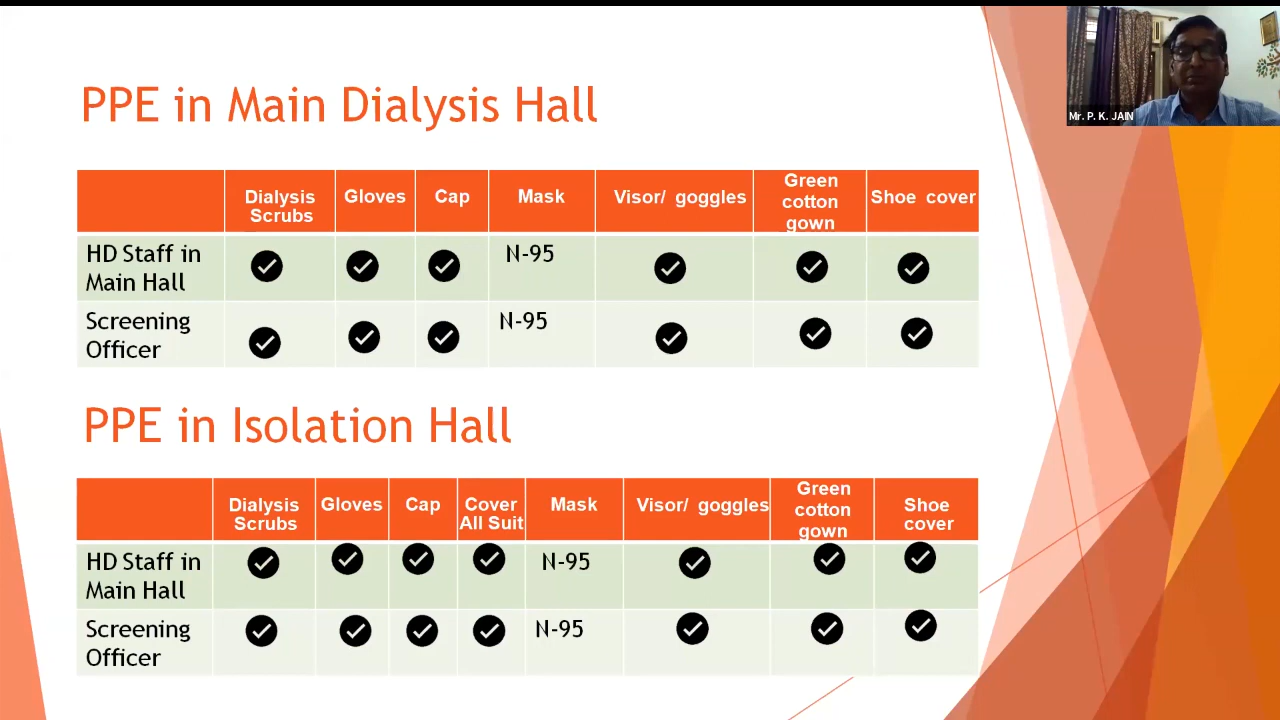 PPE in Main Dialysis Hall
Dialysis Scrubs Gloves Cap Mask Visor/ goggles Green cotton gown Shoe cover
HD Staff in Main Hall N-95
Screening Officer N-95
PPE in Isolation Hall
Dialysis Scrubs Gloves Cap Cover All Suit Mask Visor/ goggles Green cotton gown Shoe cover
HD Staff in Main Hall N-95
Screening Officer N-95
Mr. P. K. JAIN